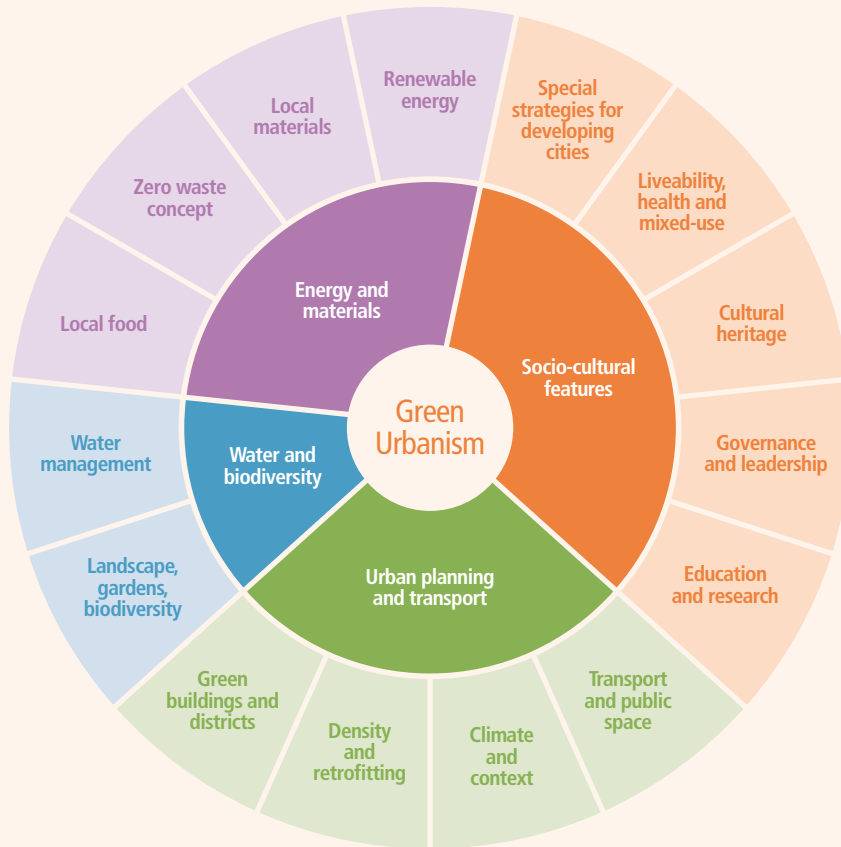 Green
Urbanism
Energy and
materials
Socio-cultural
features
Urban planning
and transport
Water and
biodiversity
Renewable
energy
Special
strategies for
developing
cities
Liveability,
health and
mixed-use
Cultural
heritage
Governance
and leadership
Education
and research
Transport
and public
space
Climate
and
context
Density
and
retrofitting
Green
buildings and
districts
Landscape,
gardens,
biodiversity
Water
management
Local food
Zero waste
concept
Local
materials